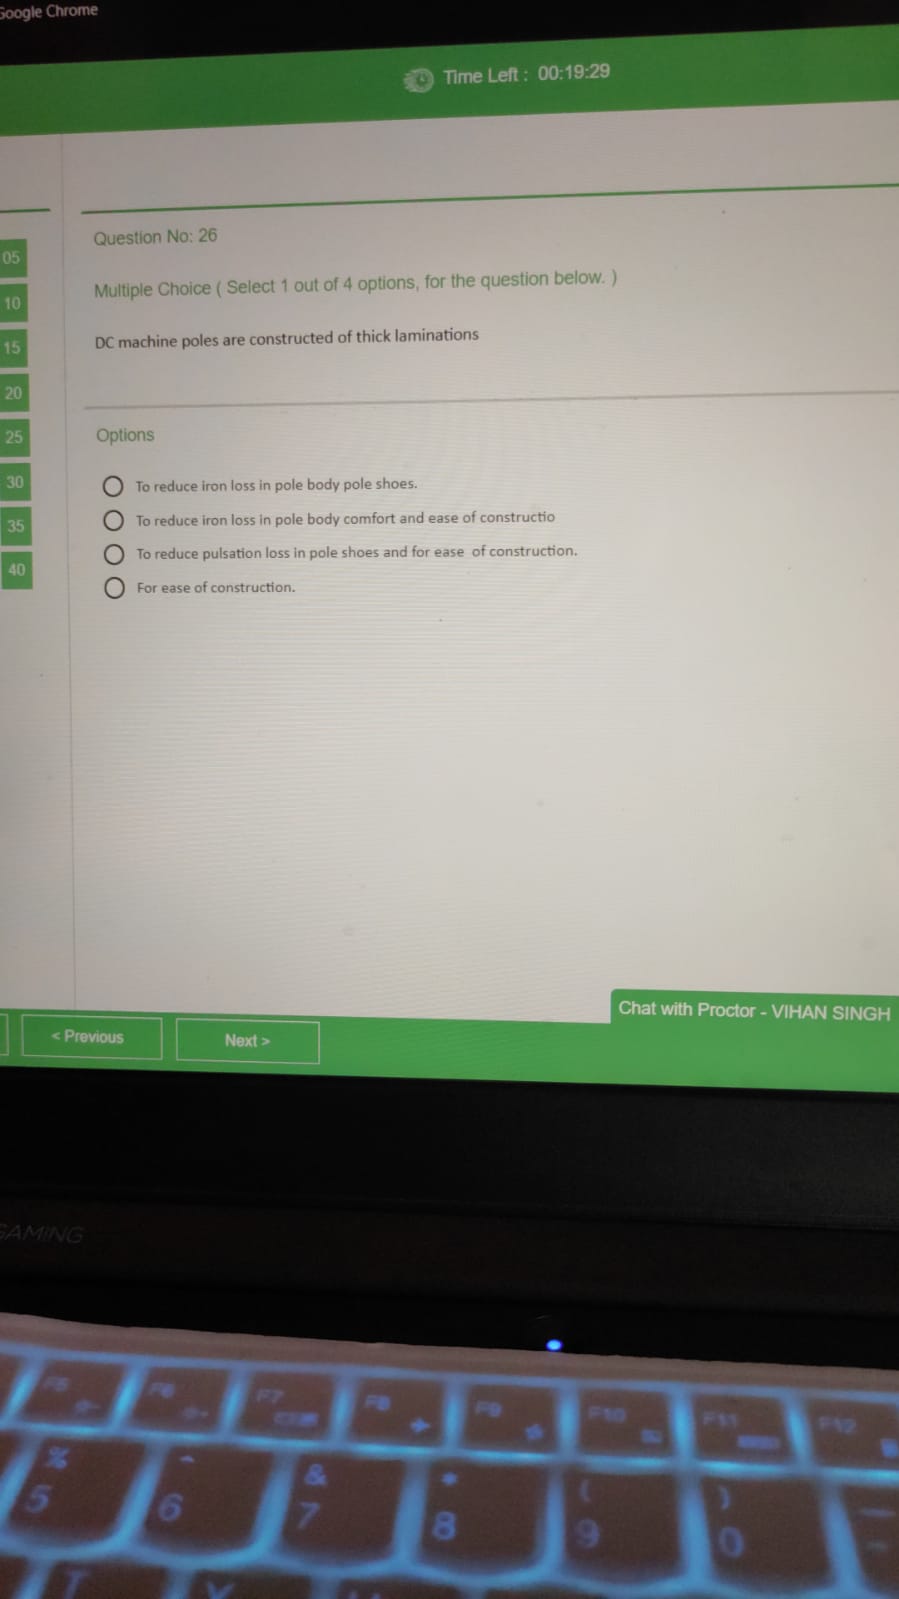 Google Chrome
Time Left : 00:19:29
Question No: 26
05
Multiple Choice ( Select 1 out of 4 options, for the question below. )
10
DC machine poles are constructed of thick laminations
15
20
25
Options
30
To reduce iron loss in pole body pole shoes.
35
To reduce iron loss in pole body comfort and ease of constructio
To reduce pulsation loss in pole shoes and for ease of construction.
40
For ease of construction.
Chat with Proctor - VIHAN SINGH
< Previous
Next >
GAMING
F5 F6 F7 F8 F9 F10 F11 F12
% ^ & * ( )
5 6 7 8 9 0
T Y